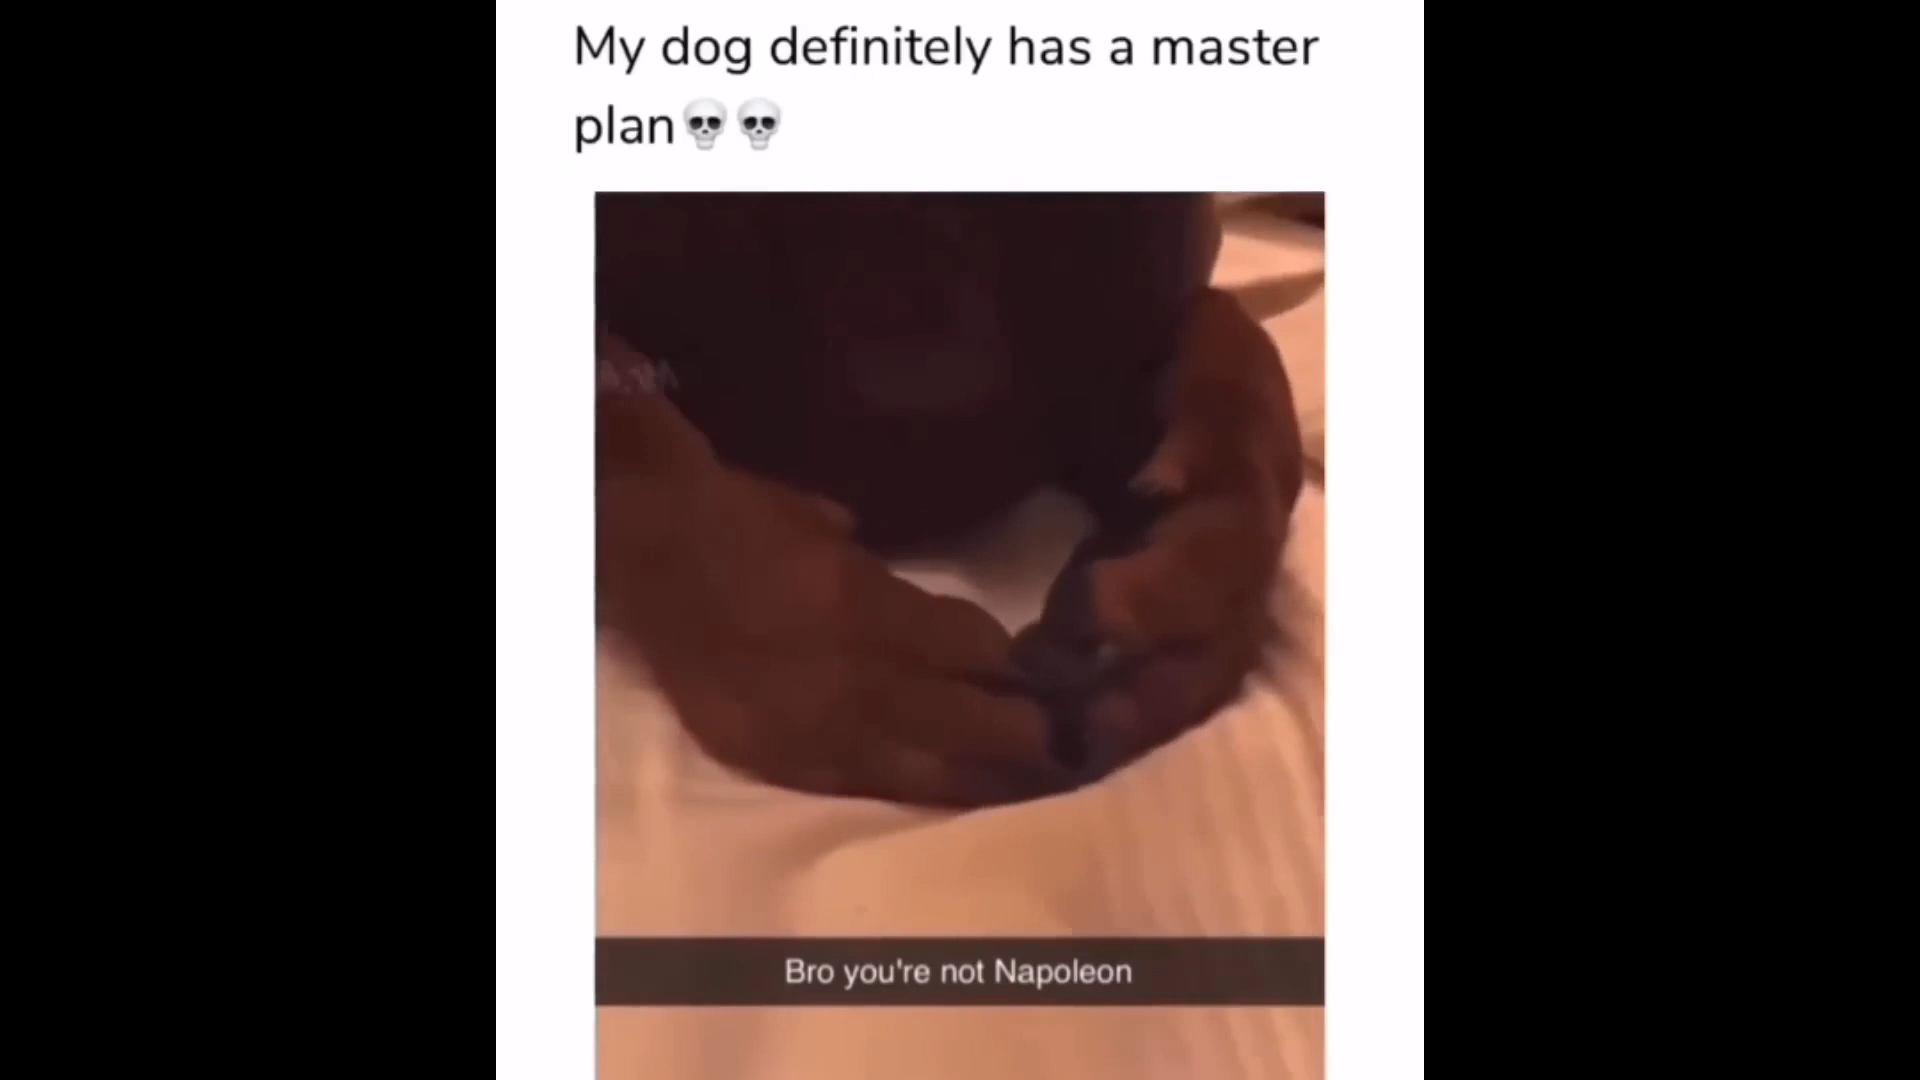 My dog definitely has a master
plan💀💀
Bro you're not Napoleon